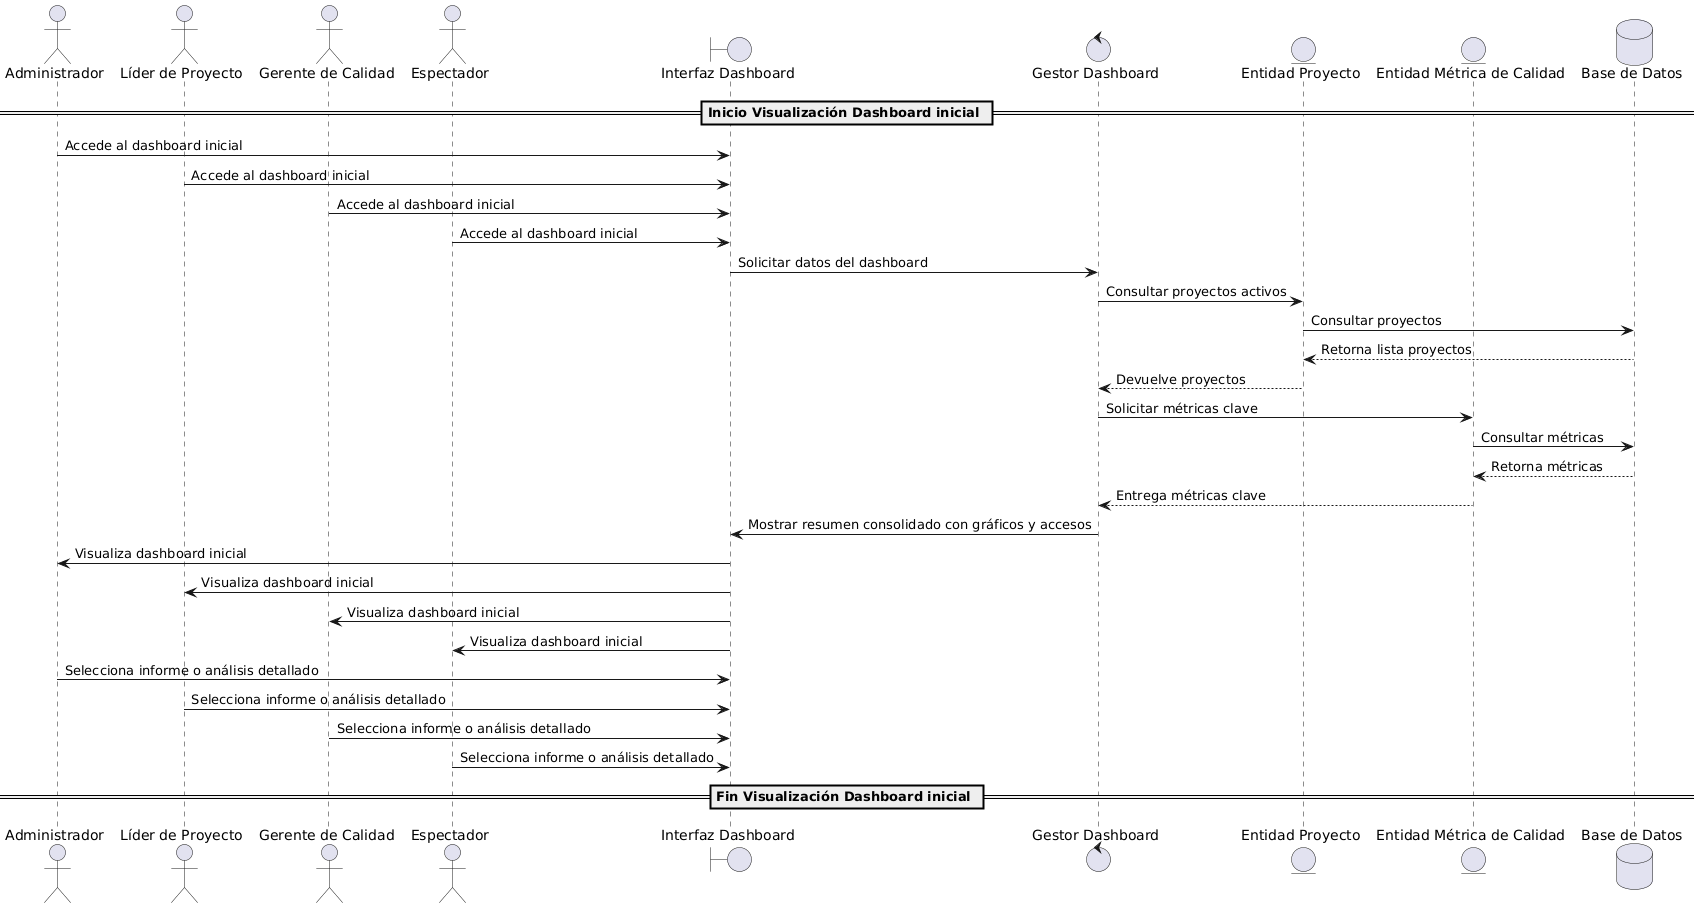 Administrador
Líder de Proyecto
Gerente de Calidad
Espectador
Interfaz Dashboard
Gestor Dashboard
Entidad Proyecto
Entidad Métrica de Calidad
Base de Datos
Inicio Visualización Dashboard inicial
Accede al dashboard inicial
Accede al dashboard inicial
Accede al dashboard inicial
Accede al dashboard inicial
Solicitar datos del dashboard
Consultar proyectos activos
Consultar proyectos
Retorna lista proyectos
Devuelve proyectos
Solicitar métricas clave
Consultar métricas
Retorna métricas
Entrega métricas clave
Mostrar resumen consolidado con gráficos y accesos
Visualiza dashboard inicial
Visualiza dashboard inicial
Visualiza dashboard inicial
Visualiza dashboard inicial
Selecciona informe o análisis detallado
Selecciona informe o análisis detallado
Selecciona informe o análisis detallado
Selecciona informe o análisis detallado
Fin Visualización Dashboard inicial
Administrador
Líder de Proyecto
Gerente de Calidad
Espectador
Interfaz Dashboard
Gestor Dashboard
Entidad Proyecto
Entidad Métrica de Calidad
Base de Datos